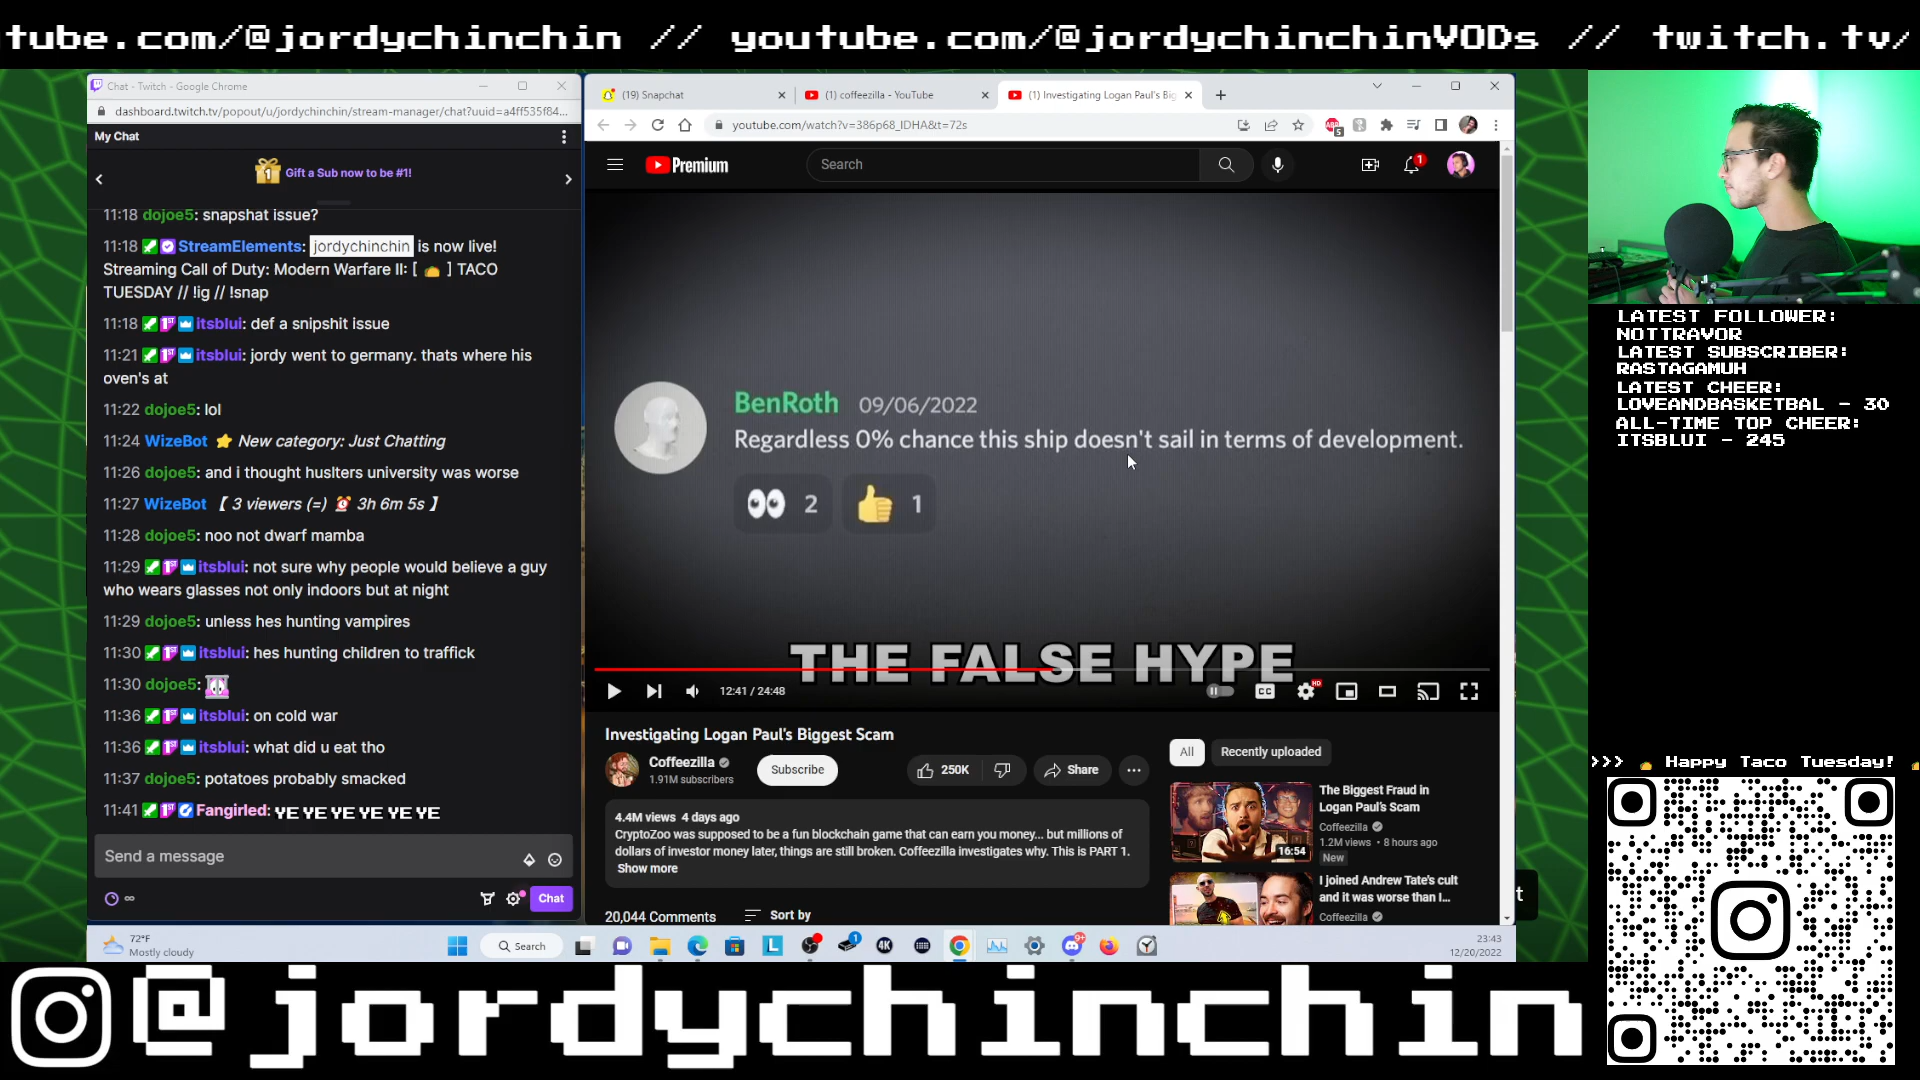 tube.com/@jordychinchin // youtube.com/@jordychinchinVODs // twitch.tv/
Chat - Twitch - Google Chrome
dashboard.twitch.tv/popout/u/jordychinchin/stream-manager/chat?uuid=a4ff535f84...
My Chat
1 Gift a Sub now to be #1!
11:18 dojoe5: snapshat issue?
11:18 StreamElements: jordychinchin is now live!
Streaming Call of Duty: Modern Warfare II: [ 🌮 ] TACO
TUESDAY // !ig // !snap
11:18 itsblui: def a snipshit issue
11:21 itsblui: jordy went to germany. thats where his
oven's at
11:22 dojoe5: lol
11:24 WizeBot ⭐ New category: Just Chatting
11:26 dojoe5: and i thought huslters university was worse
11:27 WizeBot 【 3 viewers (=) ⏰ 3h 6m 5s 】
11:28 dojoe5: noo not dwarf mamba
11:29 itsblui: not sure why people would believe a guy
who wears glasses not only indoors but at night
11:29 dojoe5: unless hes hunting vampires
11:30 itsblui: hes hunting children to traffick
11:30 dojoe5:
11:36 itsblui: on cold war
11:36 itsblui: what did u eat tho
11:37 dojoe5: potatoes probably smacked
11:41 Fangirled: YE YE YE YE YE YE
Send a message
Chat
(19) Snapchat
(1) coffeezilla - YouTube
(1) Investigating Logan Paul's Big
youtube.com/watch?v=386p68_lDHA&t=72s
5
Premium
Search
1
BenRoth 09/06/2022
Regardless 0% chance this ship doesn't sail in terms of development.
👀 2 👍 1
THE FALSE HYPE
12:41 / 24:48
CC
HD
Investigating Logan Paul's Biggest Scam
Coffeezilla
1.91M subscribers
Subscribe
250K
Share
4.4M views 4 days ago
CryptoZoo was supposed to be a fun blockchain game that can earn you money... but millions of
dollars of investor money later, things are still broken. Coffeezilla investigates why. This is PART 1.
Show more
20,044 Comments
Sort by
All
Recently uploaded
16:54
The Biggest Fraud in
Logan Paul's Scam
Coffeezilla
1.2M views • 8 hours ago
New
I joined Andrew Tate's cult
and it was worse than I...
Coffeezilla
t
72°F
Mostly cloudy
Search
L
1
4K
9+
23:43
12/20/2022
LATEST FOLLOWER:
NOTTRAVOR
LATEST SUBSCRIBER:
RASTAGAMUH
LATEST CHEER:
LOVEANDBASKETBAL - 30
ALL-TIME TOP CHEER:
ITSBLUI - 245
>>> 🌮 Happy Taco Tuesday! 🌮
@jordychinchin